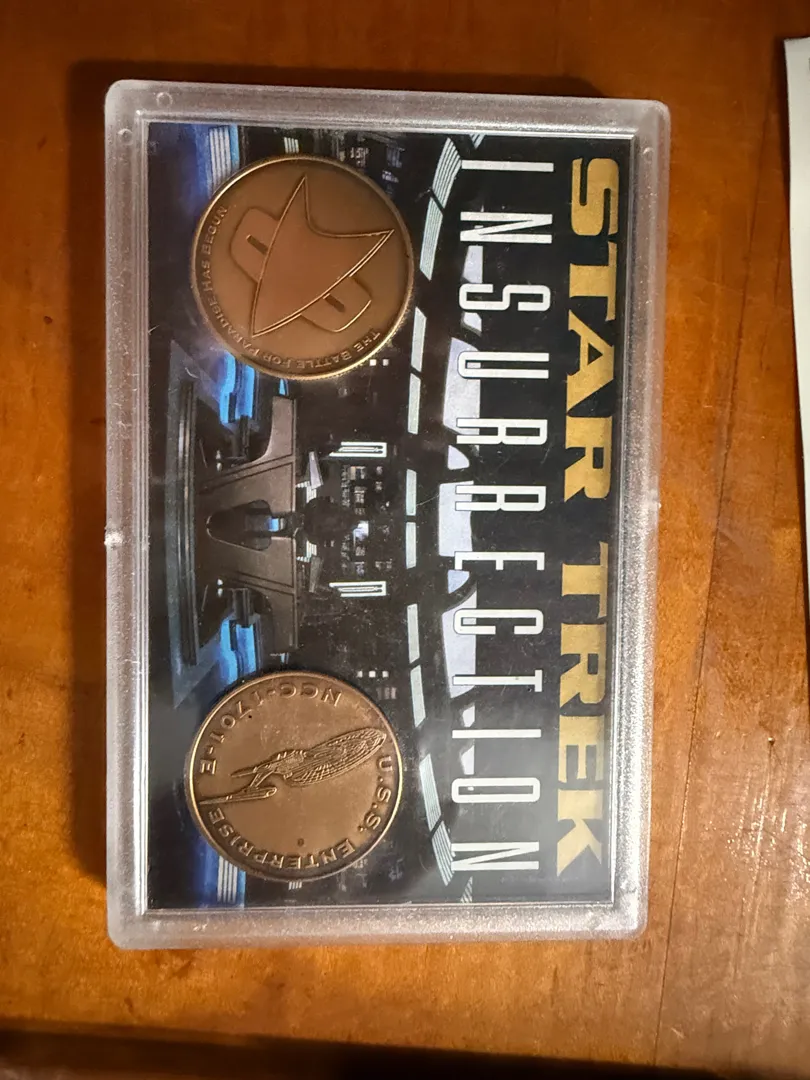 STAR TREK
INSURRECTION
THE BATTLE FOR PARADISE HAS BEGUN
U.S.S. ENTERPRISE
NCC-1701-E